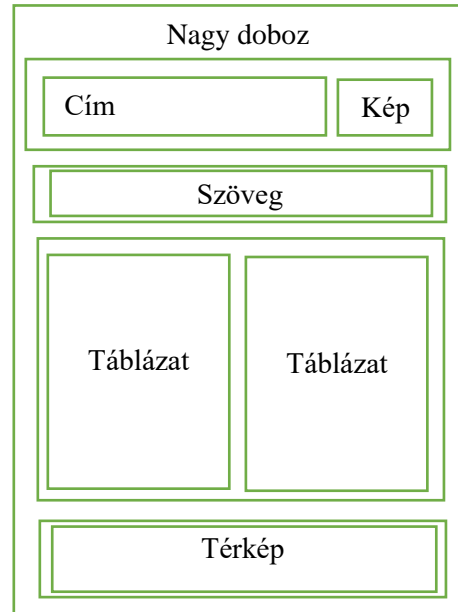 Nagy doboz
Cím
Kép
Szöveg
Táblázat
Táblázat
Térkép